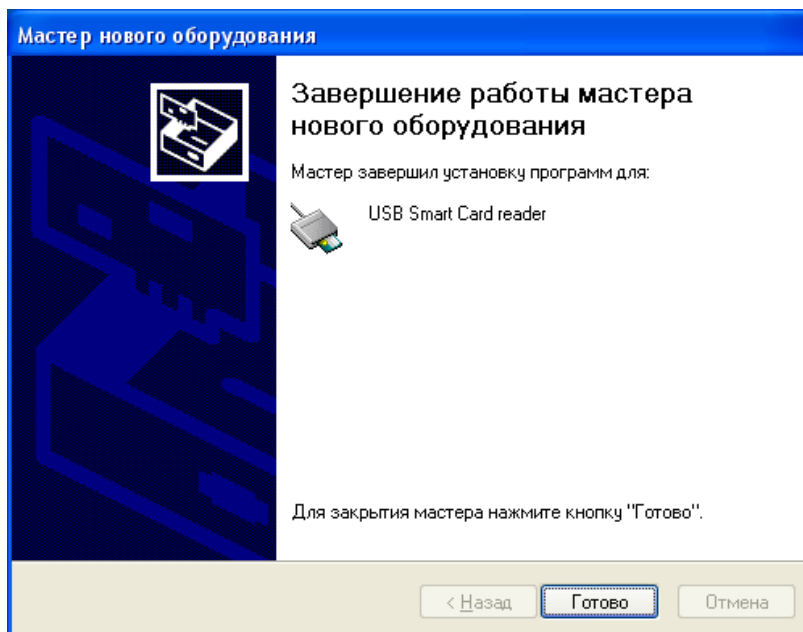 Мастер нового оборудования
Завершение работы мастера
нового оборудования
Мастер завершил установку программ для:
USB Smart Card reader
Для закрытия мастера нажмите кнопку "Готово".
< Назад Готово Отмена